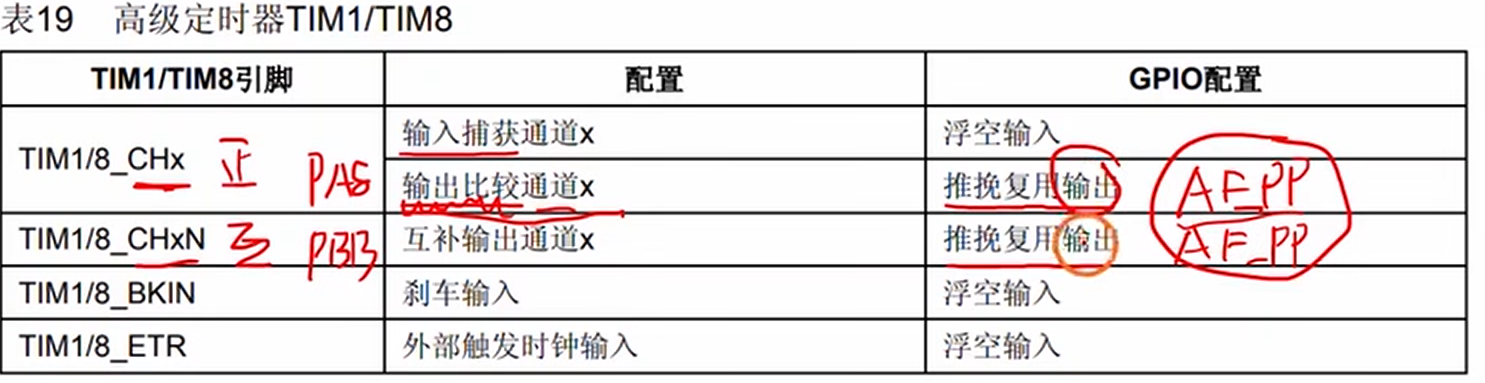 表19 高级定时器TIM1/TIM8
TIM1/TIM8引脚 配置 GPIO配置
TIM1/8_CHx 正 PA8 输入捕获通道x 浮空输入
输出比较通道x 推挽复用输出 AF_PP
TIM1/8_CHxN PB13 互补输出通道x 推挽复用输出 AF_PP
TIM1/8_BKIN 刹车输入 浮空输入
TIM1/8_ETR 外部触发时钟输入 浮空输入